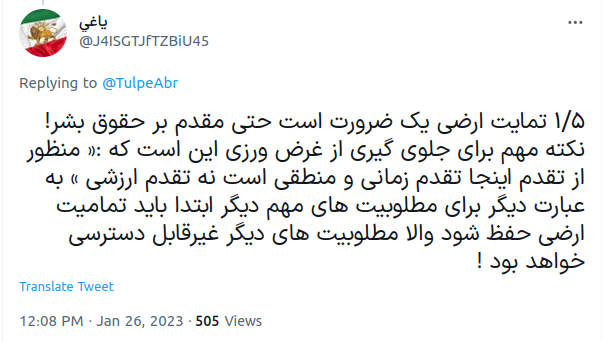 ياغي
@J4ISGTJfTZBiU45
Replying to @TulpeAbr
۱/۵ تمایت ارضی یک ضرورت است حتی مقدم بر حقوق بشر!
نکته مهم برای جلوی گیری از غرض ورزی این است که :« منظور
از تقدم اینجا تقدم زمانی و منطقی است نه تقدم ارزشی » به
عبارت دیگر برای مطلوبیت های مهم دیگر ابتدا باید تمامیت
ارضی حفظ شود والا مطلوبیت های دیگر غیرقابل دسترسی
خواهد بود !
Translate Tweet
12:08 PM · Jan 26, 2023 · 505 Views